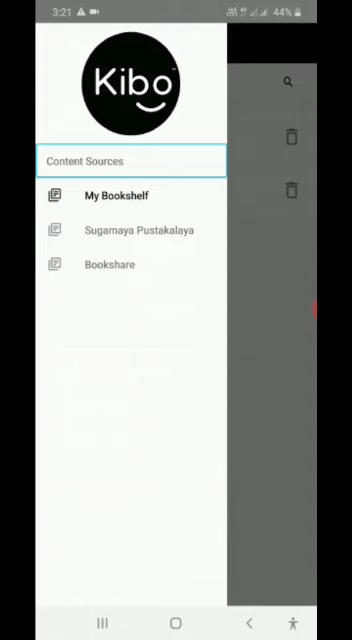 3:21
44%
Kibo
Content Sources
My Bookshelf
Sugamaya Pustakalaya
Bookshare